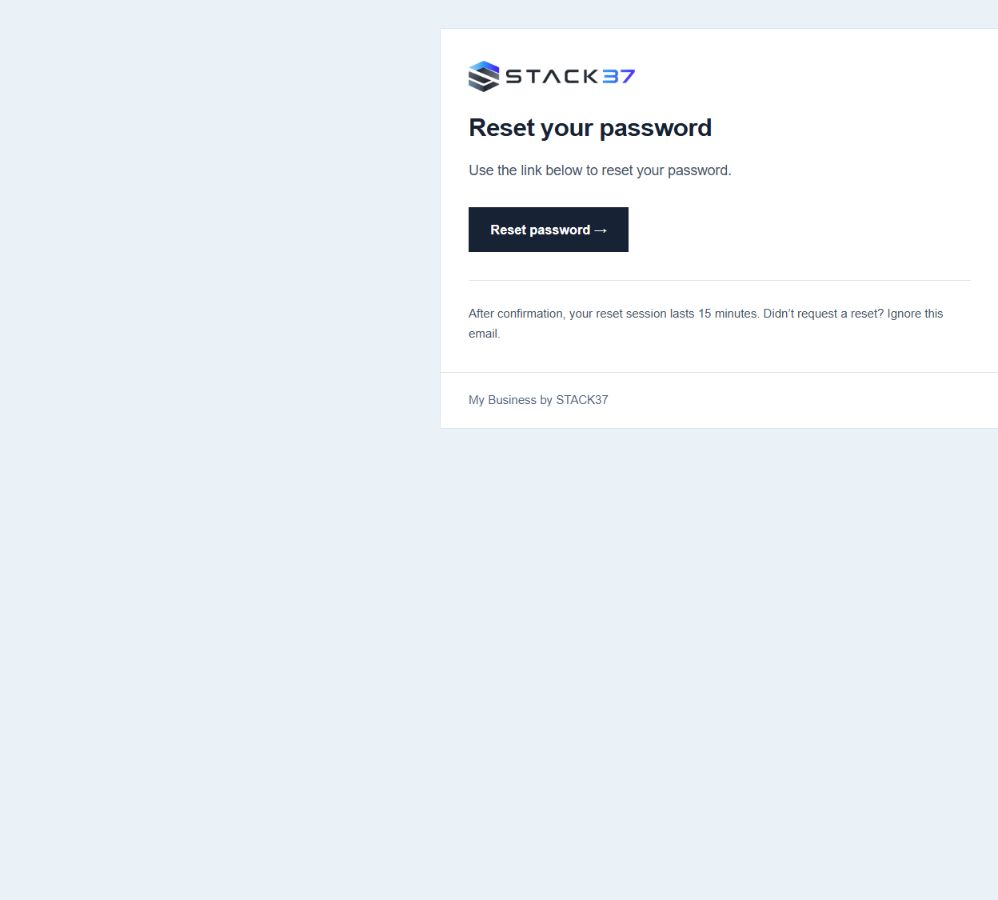 STACK37
Reset your password
Use the link below to reset your password.
Reset password →
After confirmation, your reset session lasts 15 minutes. Didn’t request a reset? Ignore this
email.
My Business by STACK37